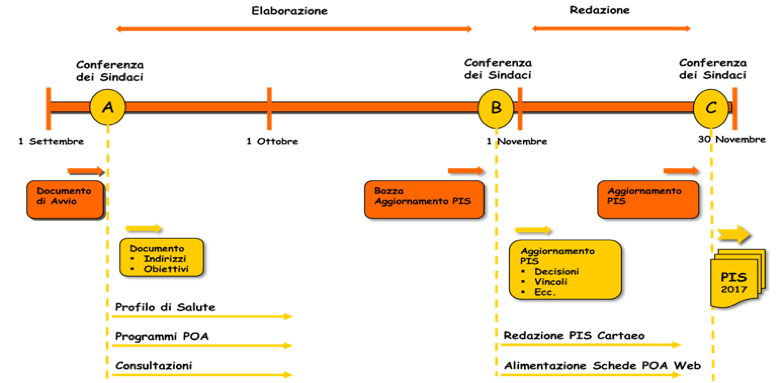 Elaborazione
Redazione
Conferenza
dei Sindaci
Conferenza
dei Sindaci
Conferenza
dei Sindaci
A
B
C
1 Settembre
1 Ottobre
1 Novembre
30 Novembre
Documento
di Avvio
Bozza
Aggiornamento PIS
Aggiornamento
PIS
Documento
• Indirizzi
• Obiettivi
Aggiornamento
PIS
• Decisioni
• Vincoli
• Ecc.
PIS
2017
Profilo di Salute
Programmi POA
Consultazioni
Redazione PIS Cartaeo
Alimentazione Schede POA Web